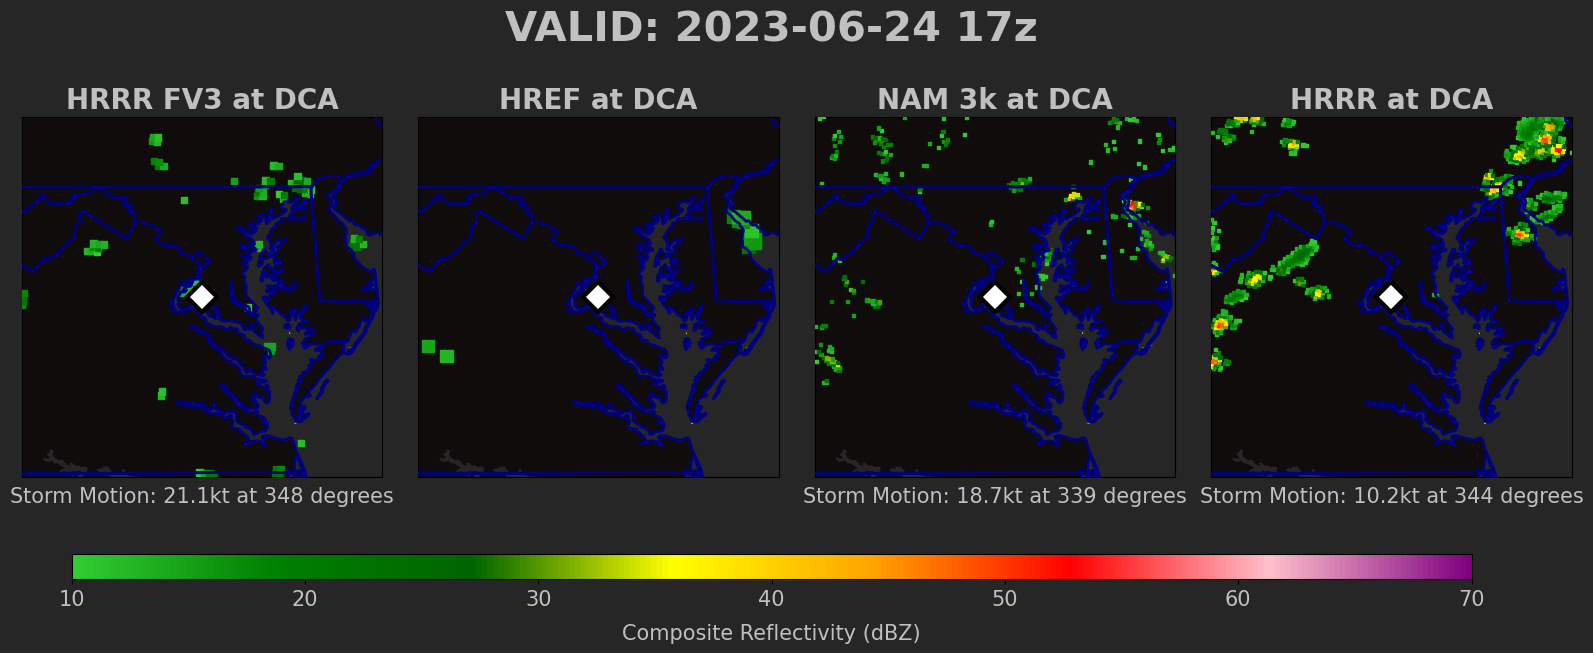 VALID: 2023-06-24 17z
HRRR FV3 at DCA
HREF at DCA
NAM 3k at DCA
HRRR at DCA
Storm Motion: 21.1kt at 348 degrees
Storm Motion: 18.7kt at 339 degrees
Storm Motion: 10.2kt at 344 degrees
10 20 30 40 50 60 70
Composite Reflectivity (dBZ)